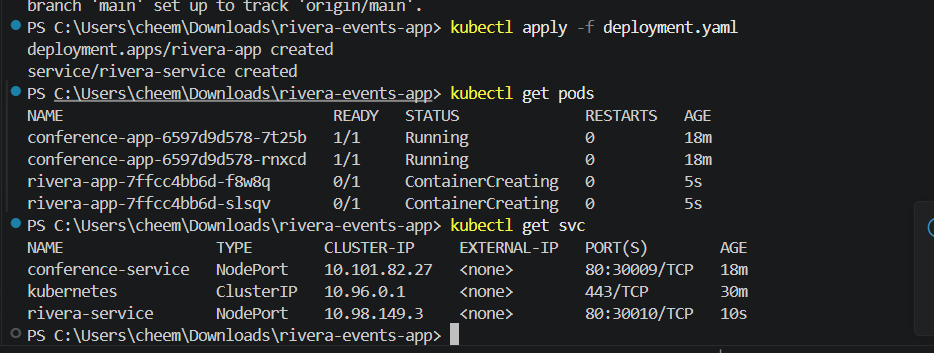 branch 'main' set up to track 'origin/main'.
PS C:\Users\cheem\Downloads\rivera-events-app> kubectl apply -f deployment.yaml
deployment.apps/rivera-app created
service/rivera-service created
PS C:\Users\cheem\Downloads\rivera-events-app> kubectl get pods
NAME READY STATUS RESTARTS AGE
conference-app-6597d9d578-7t25b 1/1 Running 0 18m
conference-app-6597d9d578-rnxcd 1/1 Running 0 18m
rivera-app-7ffcc4bb6d-f8w8q 0/1 ContainerCreating 0 5s
rivera-app-7ffcc4bb6d-slsqv 0/1 ContainerCreating 0 5s
PS C:\Users\cheem\Downloads\rivera-events-app> kubectl get svc
NAME TYPE CLUSTER-IP EXTERNAL-IP PORT(S) AGE
conference-service NodePort 10.101.82.27 <none> 80:30009/TCP 18m
kubernetes ClusterIP 10.96.0.1 <none> 443/TCP 30m
rivera-service NodePort 10.98.149.3 <none> 80:30010/TCP 10s
PS C:\Users\cheem\Downloads\rivera-events-app>